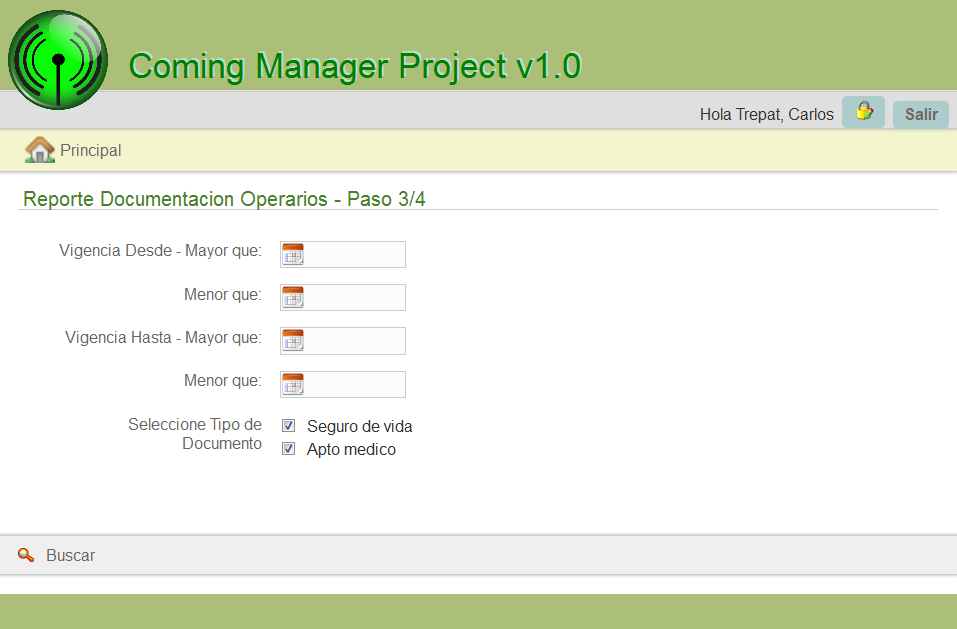 Coming Manager Project v1.0
Hola Trepat, Carlos
Salir
Principal
Reporte Documentacion Operarios - Paso 3/4
Vigencia Desde - Mayor que:
Menor que:
Vigencia Hasta - Mayor que:
Menor que:
Seleccione Tipo de
Documento
Seguro de vida
Apto medico
Buscar